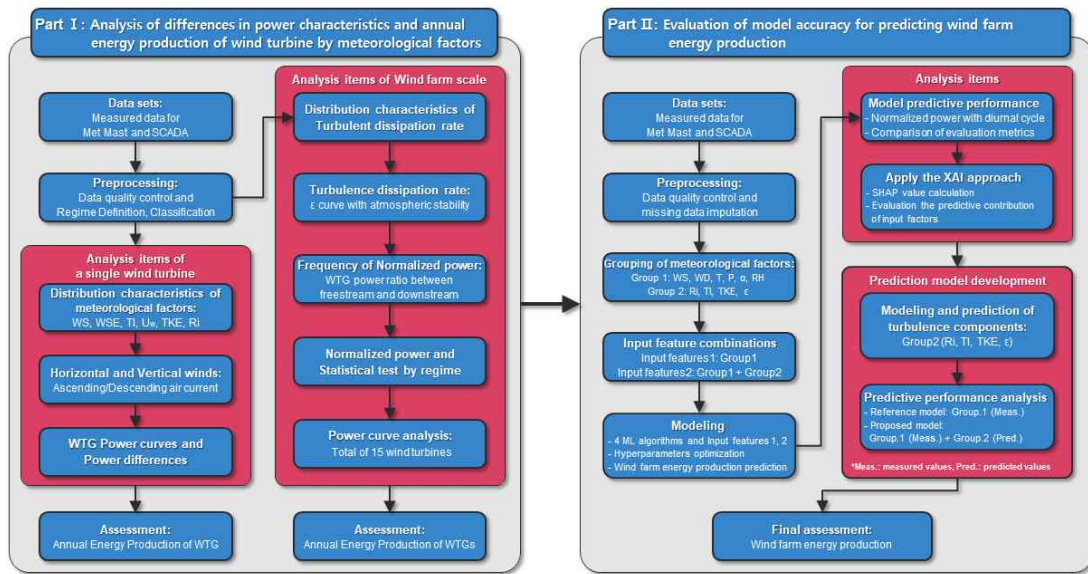 Part Ⅰ: Analysis of differences in power characteristics and annual
energy production of wind turbine by meteorological factors
Data sets:
Measured data for
Met Mast and SCADA
Preprocessing:
Data quality control and
Regime Definition, Classification
Analysis items of
a single wind turbine
Distribution characteristics of
meteorological factors:
WS, WSE, TI, Uw, TKE, Ri
Horizontal and Vertical winds:
Ascending/Descending air current
WTG Power curves and
Power differences
Assessment:
Annual Energy Production of WTG
Analysis items of Wind farm scale
Distribution characteristics of
Turbulent dissipation rate
Turbulence dissipation rate:
ε curve with atmospheric stability
Frequency of Normalized power:
WTG power ratio between
freestream and downstream
Normalized power and
Statistical test by regime
Power curve analysis:
Total of 15 wind turbines
Assessment:
Annual Energy Production of WTGs
Part Ⅱ: Evaluation of model accuracy for predicting wind farm
energy production
Data sets:
Measured data for
Met Mast and SCADA
Preprocessing:
Data quality control and
missing data imputation
Grouping of meteorological factors:
Group 1: WS, WD, T, P, α, RH
Group 2: Ri, TI, TKE, ε
Input feature combinations
Input features1: Group1
Input features2: Group1 + Group2
Modeling
- 4 ML algorithms and Input features 1, 2
- Hyperparameters optimization
- Wind farm energy production prediction
Analysis items
Model predictive performance
- Normalized power with diurnal cycle
- Comparison of evaluation metrics
Apply the XAI approach
- SHAP value calculation
- Evaluation the predictive contribution
of input factors
Prediction model development
Modeling and prediction of
turbulence components:
Group2 (Ri, TI, TKE, ε)
Predictive performance analysis
- Reference model: Group.1 (Meas.)
- Proposed model:
Group.1 (Meas.) + Group.2 (Pred.)
*Meas.: measured values, Pred.: predicted values
Final assessment:
Wind farm energy production